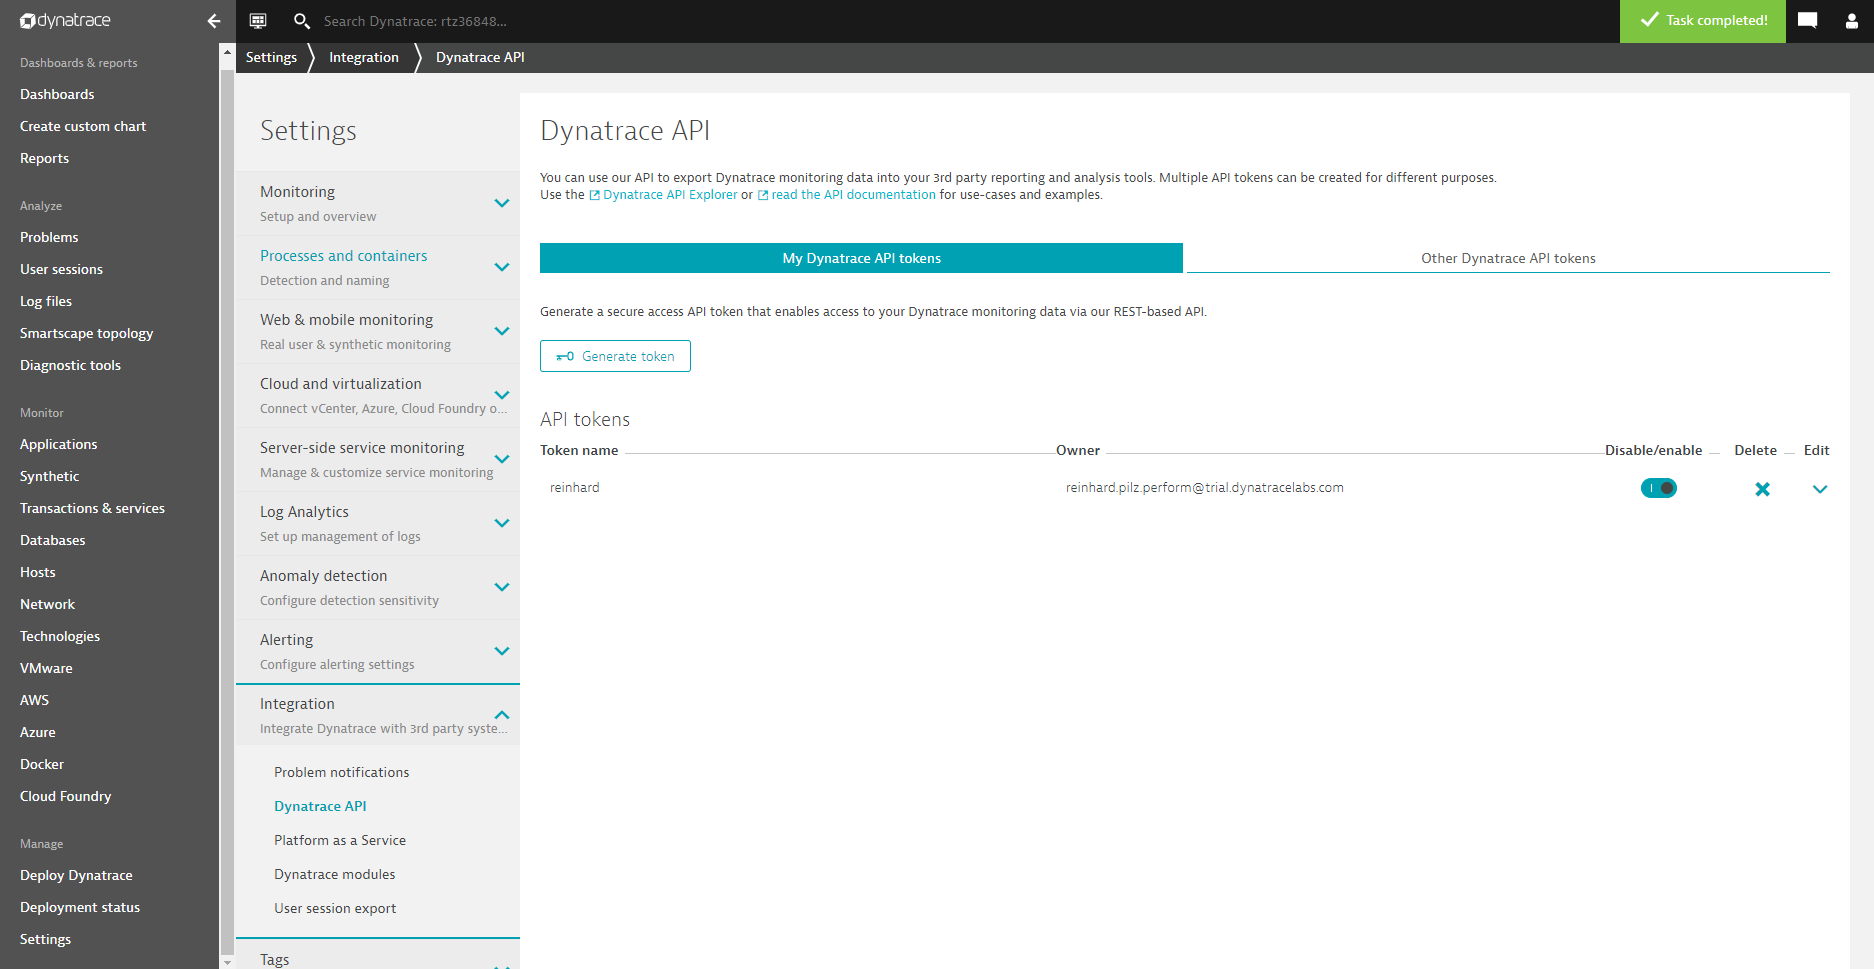 dynatrace
Search Dynatrace: rtz36848...
Task completed!
Settings
Integration
Dynatrace API
Dashboards & reports
Dashboards
Create custom chart
Reports
Analyze
Problems
User sessions
Log files
Smartscape topology
Diagnostic tools
Monitor
Applications
Synthetic
Transactions & services
Databases
Hosts
Network
Technologies
VMware
AWS
Azure
Docker
Cloud Foundry
Manage
Deploy Dynatrace
Deployment status
Settings
Settings
Monitoring
Setup and overview
Processes and containers
Detection and naming
Web & mobile monitoring
Real user & synthetic monitoring
Cloud and virtualization
Connect vCenter, Azure, Cloud Foundry o...
Server-side service monitoring
Manage & customize service monitoring
Log Analytics
Set up management of logs
Anomaly detection
Configure detection sensitivity
Alerting
Configure alerting settings
Integration
Integrate Dynatrace with 3rd party syste...
Problem notifications
Dynatrace API
Platform as a Service
Dynatrace modules
User session export
Tags
Dynatrace API
You can use our API to export Dynatrace monitoring data into your 3rd party reporting and analysis tools. Multiple API tokens can be created for different purposes.
Use the Dynatrace API Explorer or read the API documentation for use-cases and examples.
My Dynatrace API tokens
Other Dynatrace API tokens
Generate a secure access API token that enables access to your Dynatrace monitoring data via our REST-based API.
Generate token
API tokens
Token name Owner Disable/enable Delete Edit
reinhard reinhard.pilz.perform@trial.dynatracelabs.com